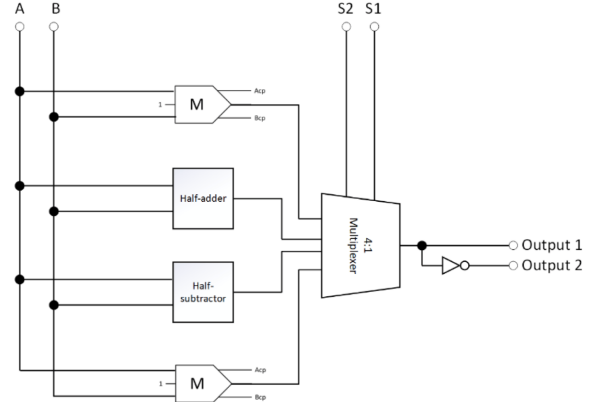 A B S2 S1
Acp
1 M
Bcp
Half-adder
4:1
Multiplexer
Output 1
Output 2
Half-
subtractor
Acp
1 M
Bcp